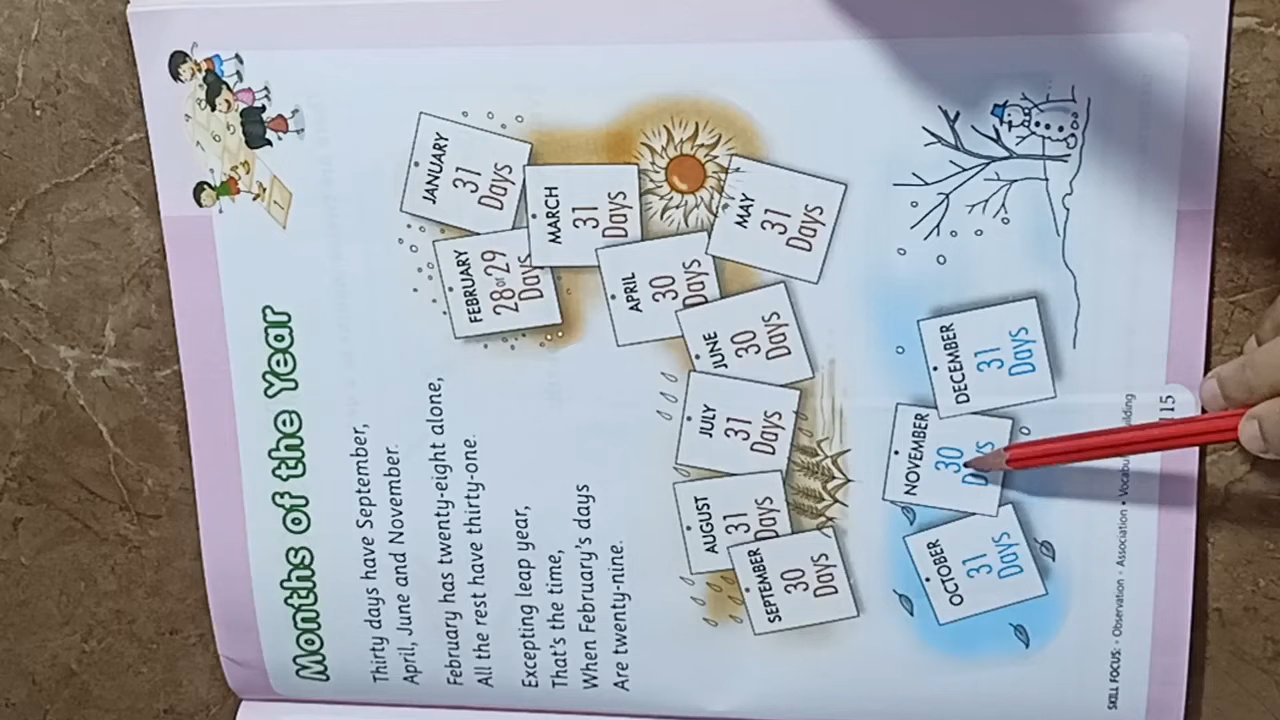 Months of the Year
Thirty days have September,
April, June and November.
February has twenty-eight alone,
All the rest have thirty-one.
Excepting leap year,
That's the time,
When February's days
Are twenty-nine.
JANUARY
31
Days
FEBRUARY
28 or 29
Days
MARCH
31
Days
APRIL
30
Days
MAY
31
Days
JUNE
30
Days
JULY
31
Days
AUGUST
31
Days
SEPTEMBER
30
Days
OCTOBER
31
Days
NOVEMBER
30
Days
DECEMBER
31
Days
SKILL FOCUS: • Observation • Association •
115